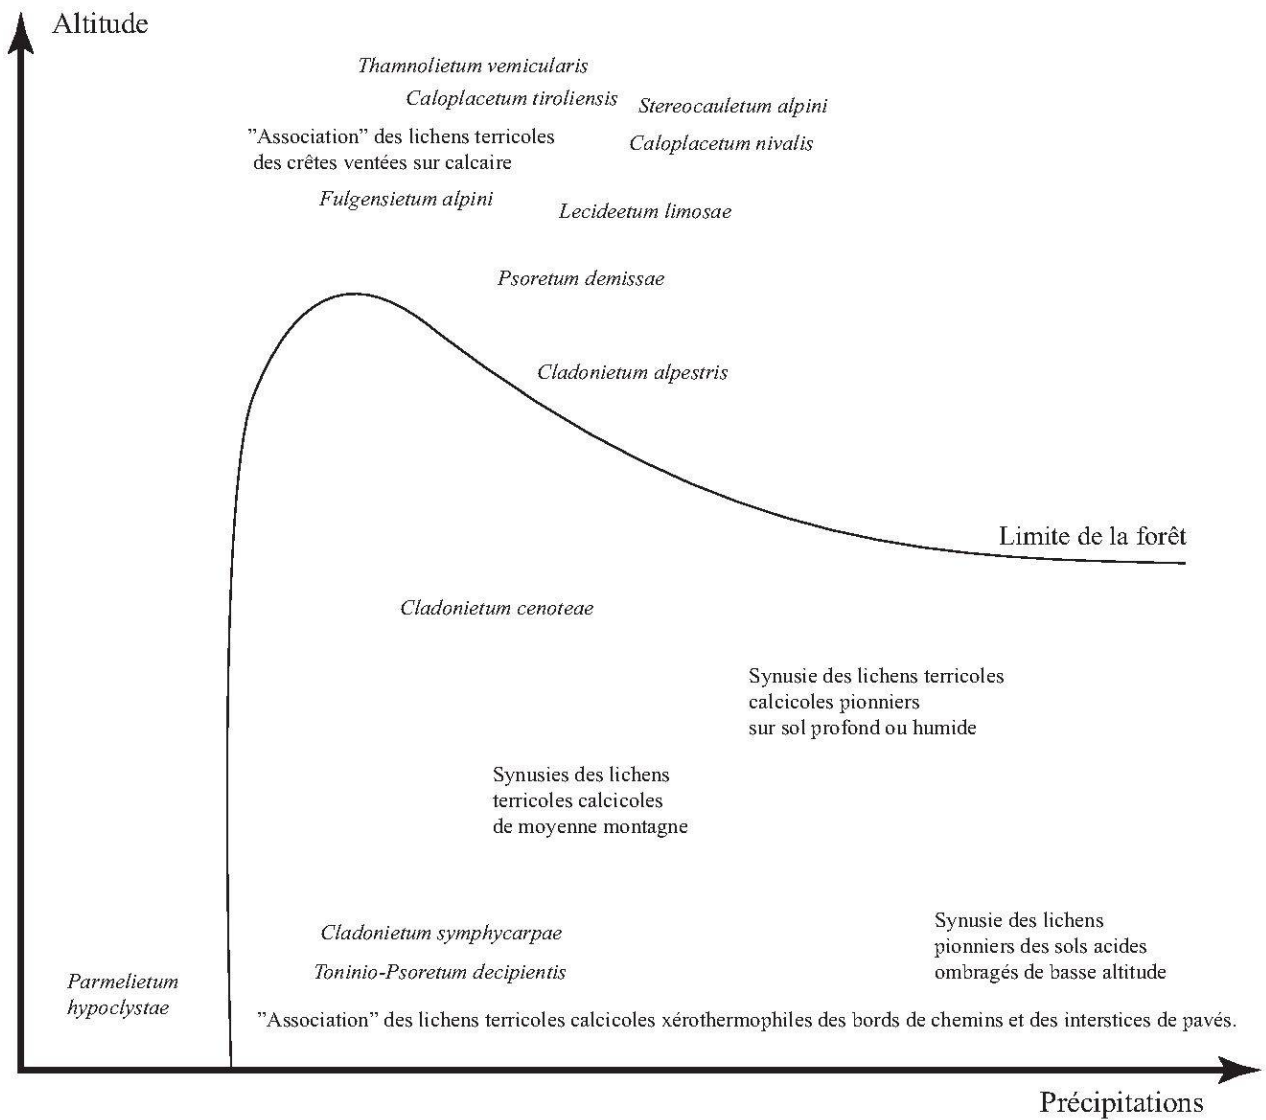 Altitude
Thamnolietum vemicularis
Caloplacetum tiroliensis
Stereocauletum alpini
”Association” des lichens terricoles
des crêtes ventées sur calcaire
Caloplacetum nivalis
Fulgensietum alpini
Lecideetum limosae
Psoretum demissae
Cladonietum alpestris
Limite de la forêt
Cladonietum cenoteae
Synusie des lichens terricoles
calcicoles pionniers
sur sol profond ou humide
Synusies des lichens
terricoles calcicoles
de moyenne montagne
Cladonietum symphycarpae
Toninio-Psoretum decipientis
Synusie des lichens
pionniers des sols acides
ombragés de basse altitude
Parmelietum
hypoclystae
”Association” des lichens terricoles calcicoles xérothermophiles des bords de chemins et des interstices de pavés.
Précipitations